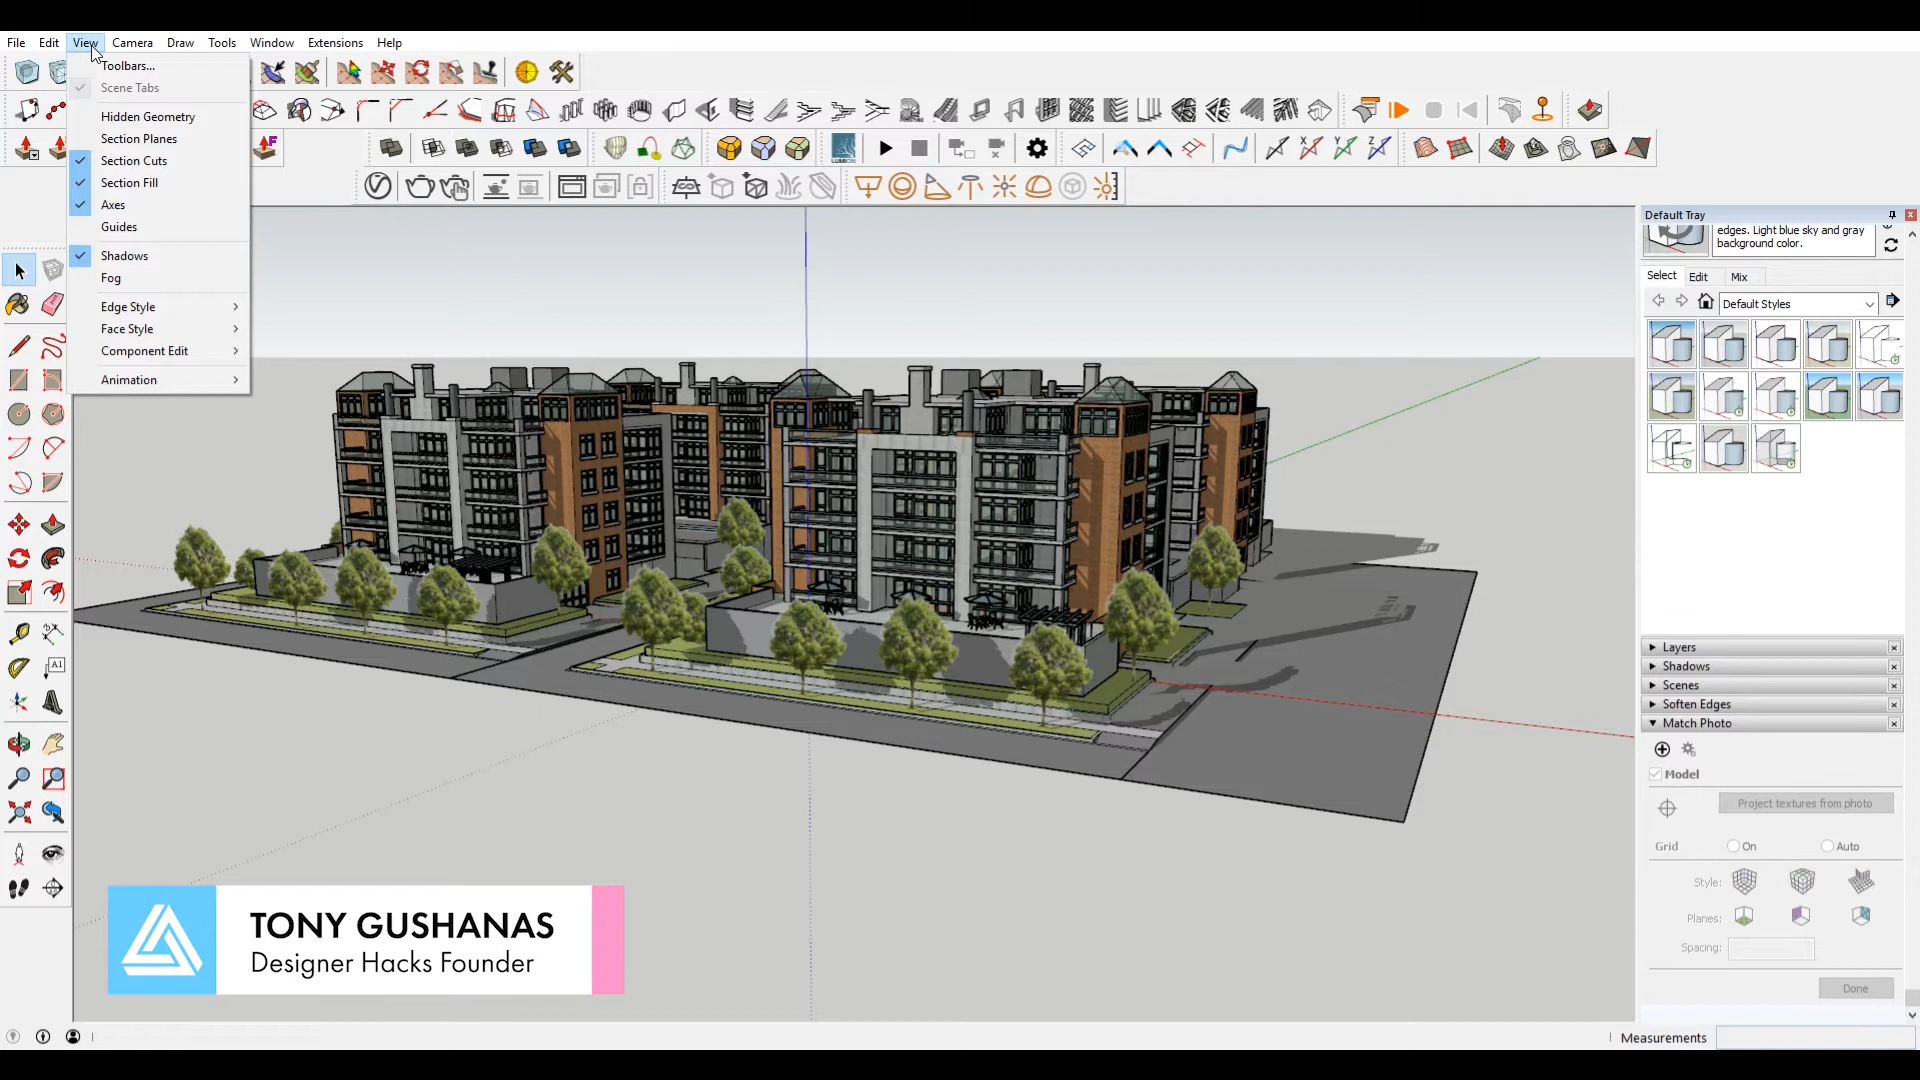 File Edit View Camera Draw Tools Window Extensions Help
Toolbars...
Scene Tabs
Hidden Geometry
Section Planes
Section Cuts
Section Fill
Axes
Guides
Shadows
Fog
Edge Style
Face Style
Component Edit
Animation
Default Tray
edges. Light blue sky and gray
background color.
Select Edit Mix
Default Styles
Layers
Shadows
Scenes
Soften Edges
Match Photo
Model
Project textures from photo
Grid On Auto
Style:
Planes:
Spacing:
Done
TONY GUSHANAS
Designer Hacks Founder
Measurements